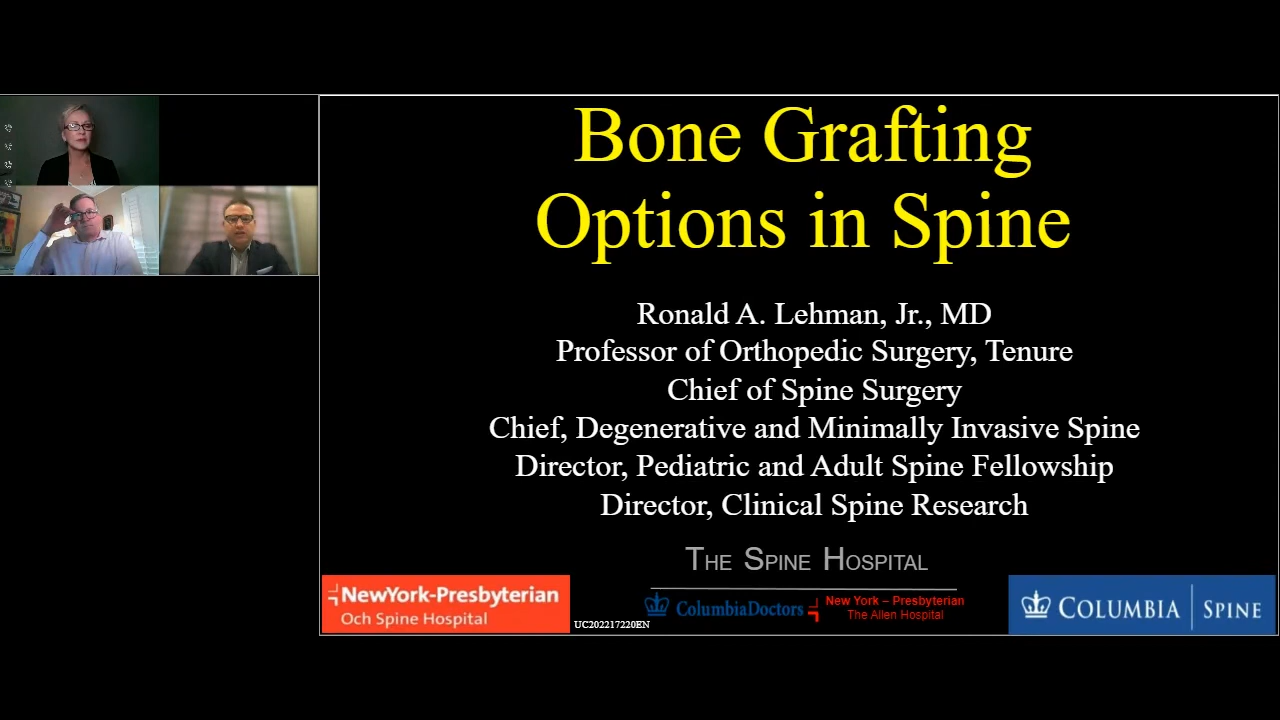 Bone Grafting
Options in Spine
Ronald A. Lehman, Jr., MD
Professor of Orthopedic Surgery, Tenure
Chief of Spine Surgery
Chief, Degenerative and Minimally Invasive Spine
Director, Pediatric and Adult Spine Fellowship
Director, Clinical Spine Research
THE SPINE HOSPITAL
NewYork-Presbyterian
Och Spine Hospital
UC202217220EN
ColumbiaDoctors
New York – Presbyterian
The Allen Hospital
COLUMBIA | SPINE